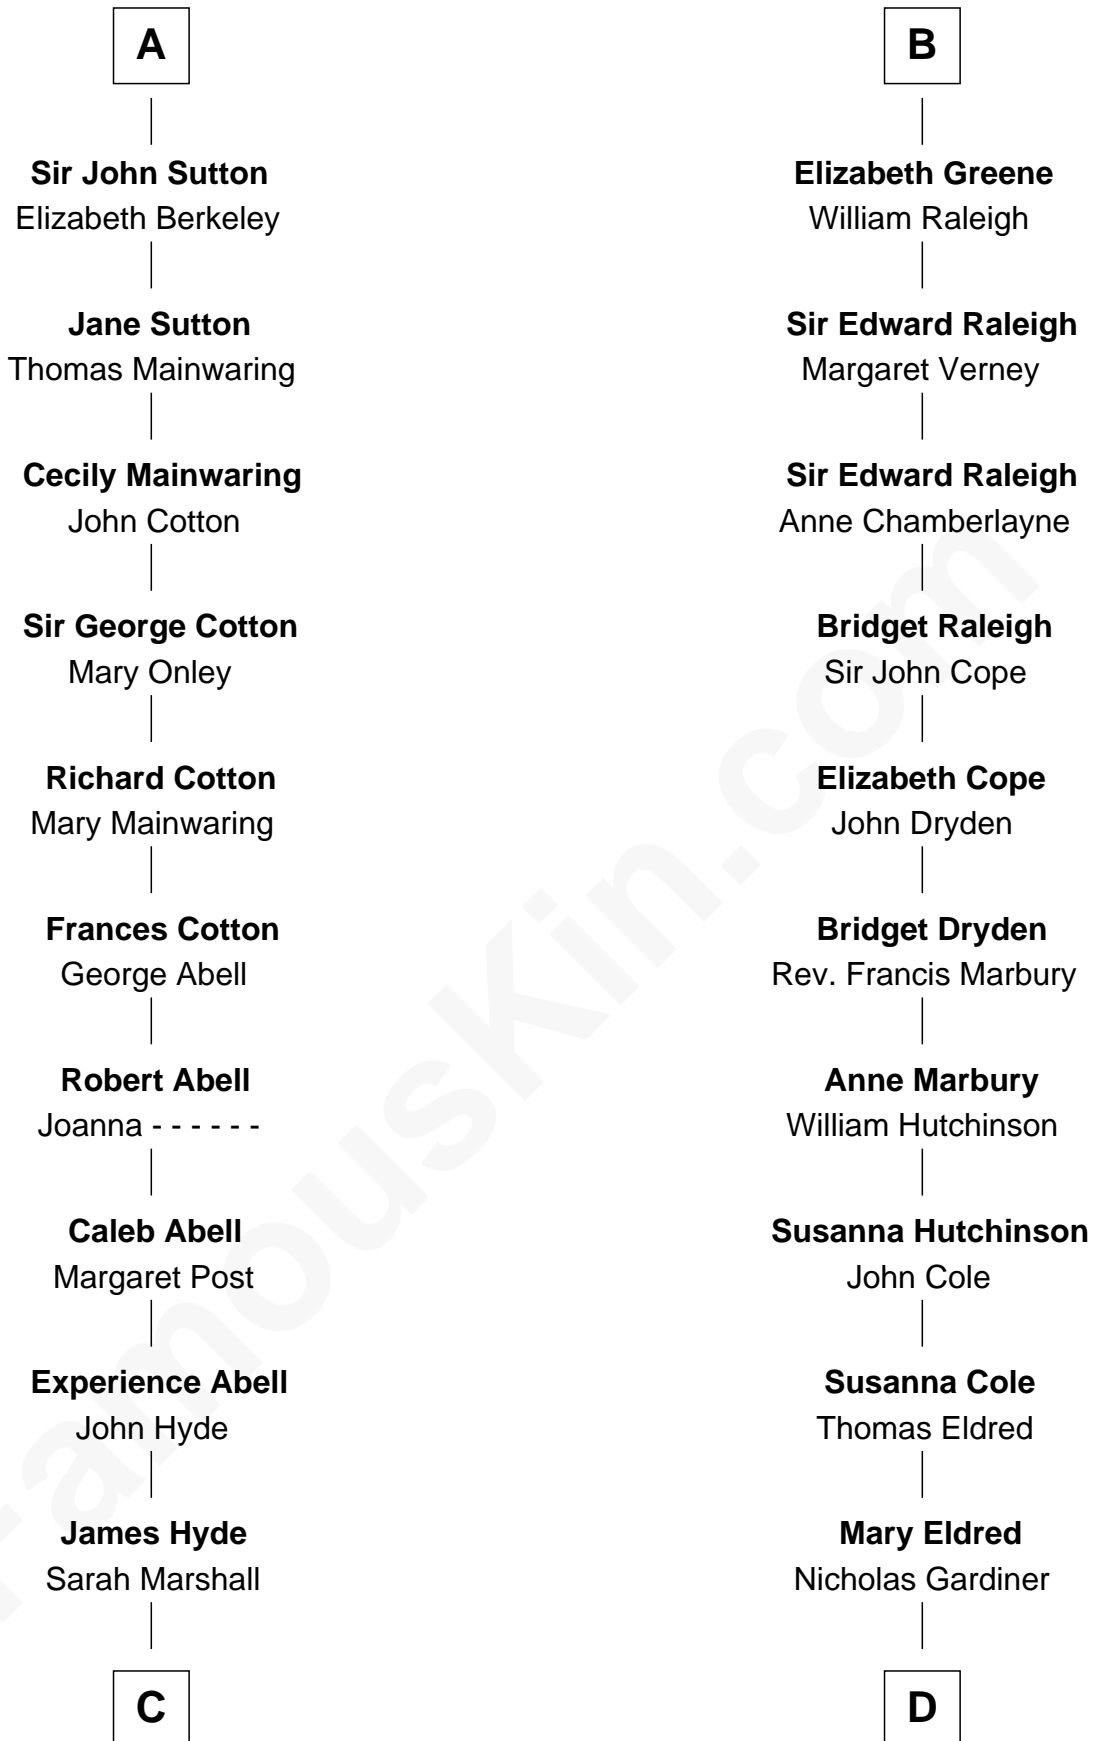 A
Sir John Sutton
Elizabeth Berkeley
Jane Sutton
Thomas Mainwaring
Cecily Mainwaring
John Cotton
Sir George Cotton
Mary Onley
Richard Cotton
Mary Mainwaring
Frances Cotton
George Abell
Robert Abell
Joanna - - - - - -
Caleb Abell
Margaret Post
Experience Abell
John Hyde
James Hyde
Sarah Marshall
C
B
Elizabeth Greene
William Raleigh
Sir Edward Raleigh
Margaret Verney
Sir Edward Raleigh
Anne Chamberlayne
Bridget Raleigh
Sir John Cope
Elizabeth Cope
John Dryden
Bridget Dryden
Rev. Francis Marbury
Anne Marbury
William Hutchinson
Susanna Hutchinson
John Cole
Susanna Cole
Thomas Eldred
Mary Eldred
Nicholas Gardiner
D
FamousKin.com